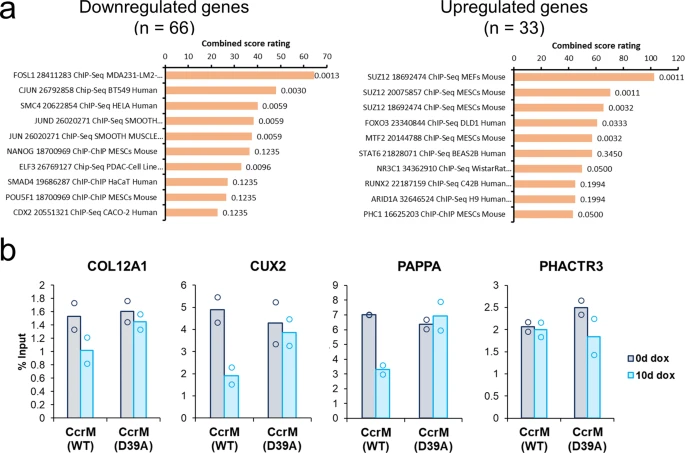 a
Downregulated genes
(n = 66)
Combined score rating
0 10 20 30 40 50 60 70
FOSL1 28411283 ChIP-Seq MDA231-LM2-... 0.0013
CJUN 26792858 ChIP-Seq BT549 Human 0.0030
SMC4 20622854 ChIP-Seq HELA Human 0.0059
JUND 26020271 ChIP-Seq SMOOTH... 0.0059
JUN 26020271 ChIP-Seq SMOOTH MUSCLE... 0.0059
NANOG 18700969 ChIP-ChIP MESCs Mouse 0.1235
ELF3 26769127 Chip-Seq PDAC-Cell Line... 0.0096
SMAD4 19686287 ChIP-ChIP HaCaT Human 0.1235
POU5F1 18700969 ChIP-ChIP MESCs Mouse 0.1235
CDX2 20551321 ChIP-Seq CACO-2 Human 0.1235
Upregulated genes
(n = 33)
Combined score rating
0 20 40 60 80 100 120
SUZ12 18692474 ChIP-Seq MEFs Mouse 0.0011
SUZ12 20075857 ChIP-Seq MESCs Mouse 0.0011
SUZ12 18692474 ChIP-Seq MESCs Mouse 0.0032
FOXO3 23340844 ChIP-Seq DLD1 Human 0.0333
MTF2 20144788 ChIP-Seq MESCs Mouse 0.0032
STAT6 21828071 ChIP-Seq BEAS2B Human 0.3450
NR3C1 34362910 ChIP-Seq WistarRat... 0.0500
RUNX2 22187159 ChIP-Seq C42B Human 0.1994
ARID1A 32646524 ChIP-Seq H9 Human... 0.1994
PHC1 16625203 ChIP-ChIP MESCs Mouse 0.0500
b
COL12A1
% Input
1.8
1.6
1.4
1.2
1
0.8
0.6
0.4
0.2
0
CcrM
(WT)
CcrM
(D39A)
CUX2
6
5
4
3
2
1
0
CcrM
(WT)
CcrM
(D39A)
PAPPA
9
8
7
6
5
4
3
2
1
0
CcrM
(WT)
CcrM
(D39A)
PHACTR3
3
2.5
2
1.5
1
0.5
0
CcrM
(WT)
CcrM
(D39A)
0d dox
10d dox